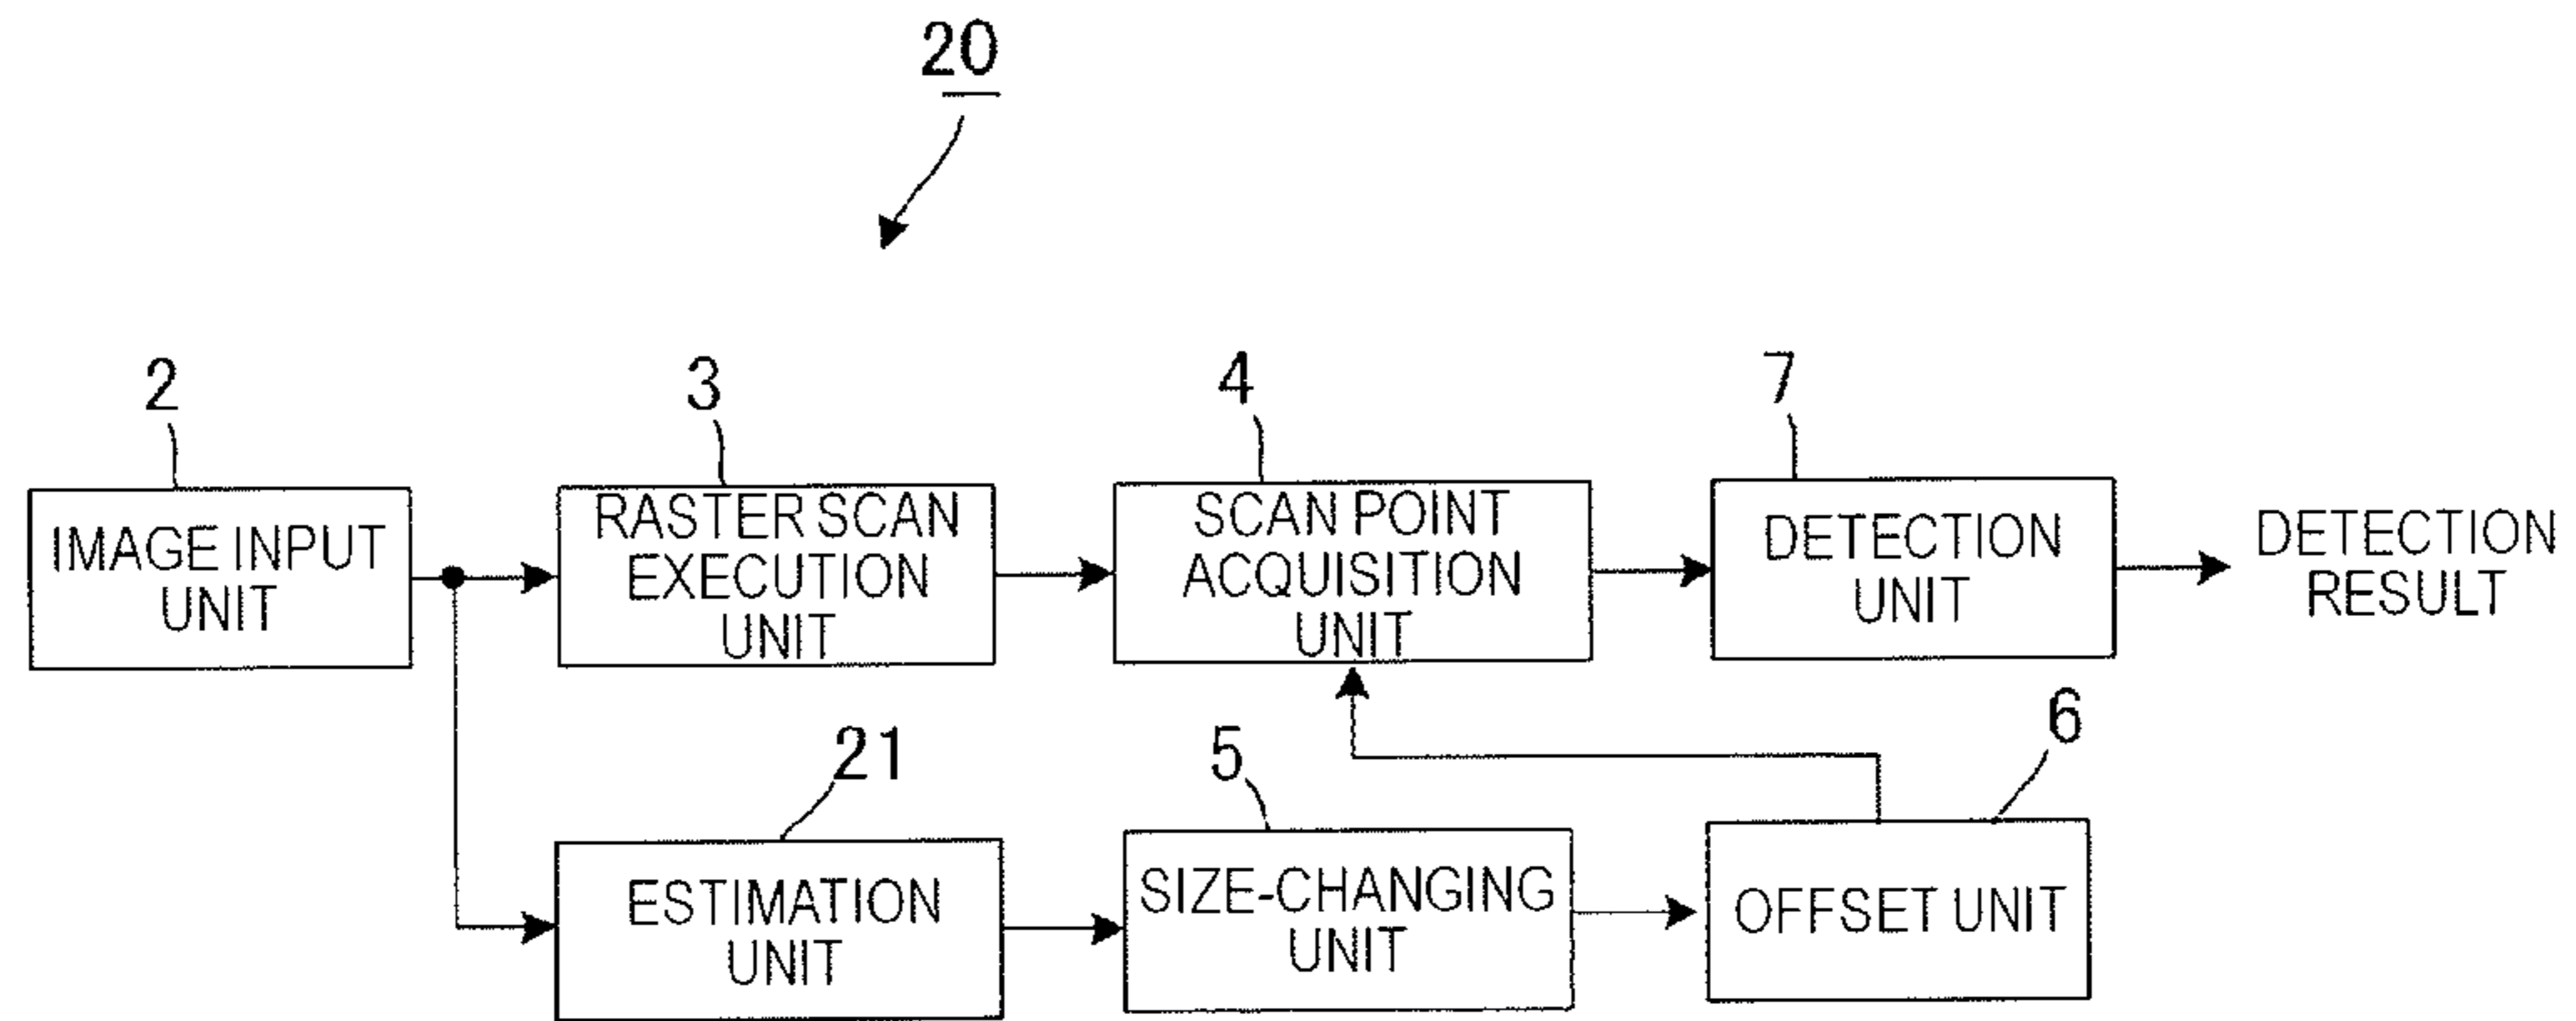 20
2
3
4
7
IMAGE INPUT
UNIT
RASTER SCAN
EXECUTION
UNIT
SCAN POINT
ACQUISITION
UNIT
DETECTION
UNIT
DETECTION
RESULT
21
5
6
ESTIMATION
UNIT
SIZE-CHANGING
UNIT
OFFSET UNIT